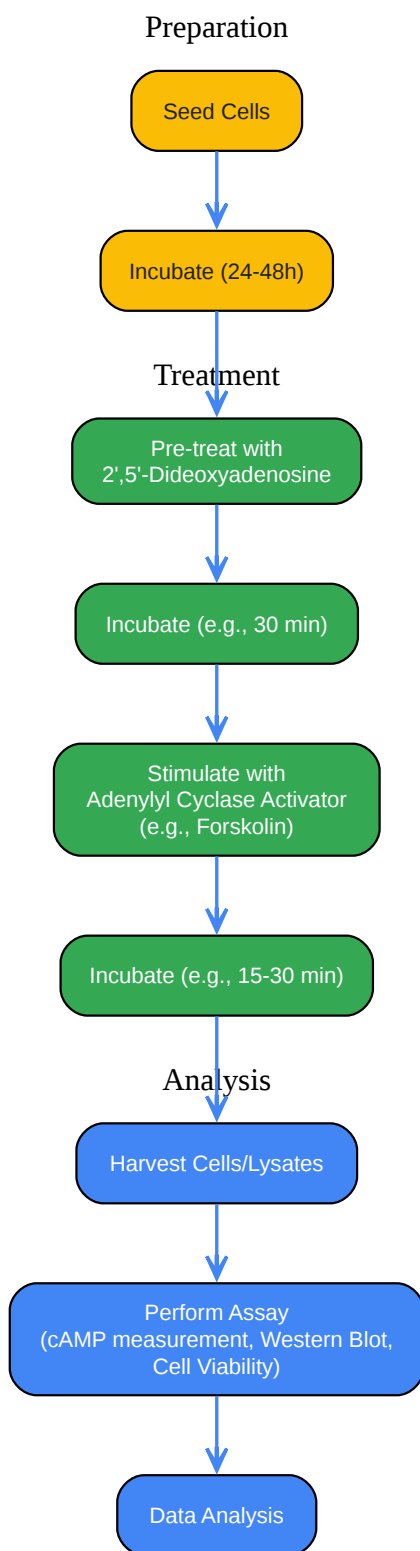 Preparation
Seed Cells
Incubate (24-48h)
Treatment
Pre-treat with
2',5'-Dideoxyadenosine
Incubate (e.g., 30 min)
Stimulate with
Adenylyl Cyclase Activator
(e.g., Forskolin)
Incubate (e.g., 15-30 min)
Analysis
Harvest Cells/Lysates
Perform Assay
(cAMP measurement, Western Blot,
Cell Viability)
Data Analysis